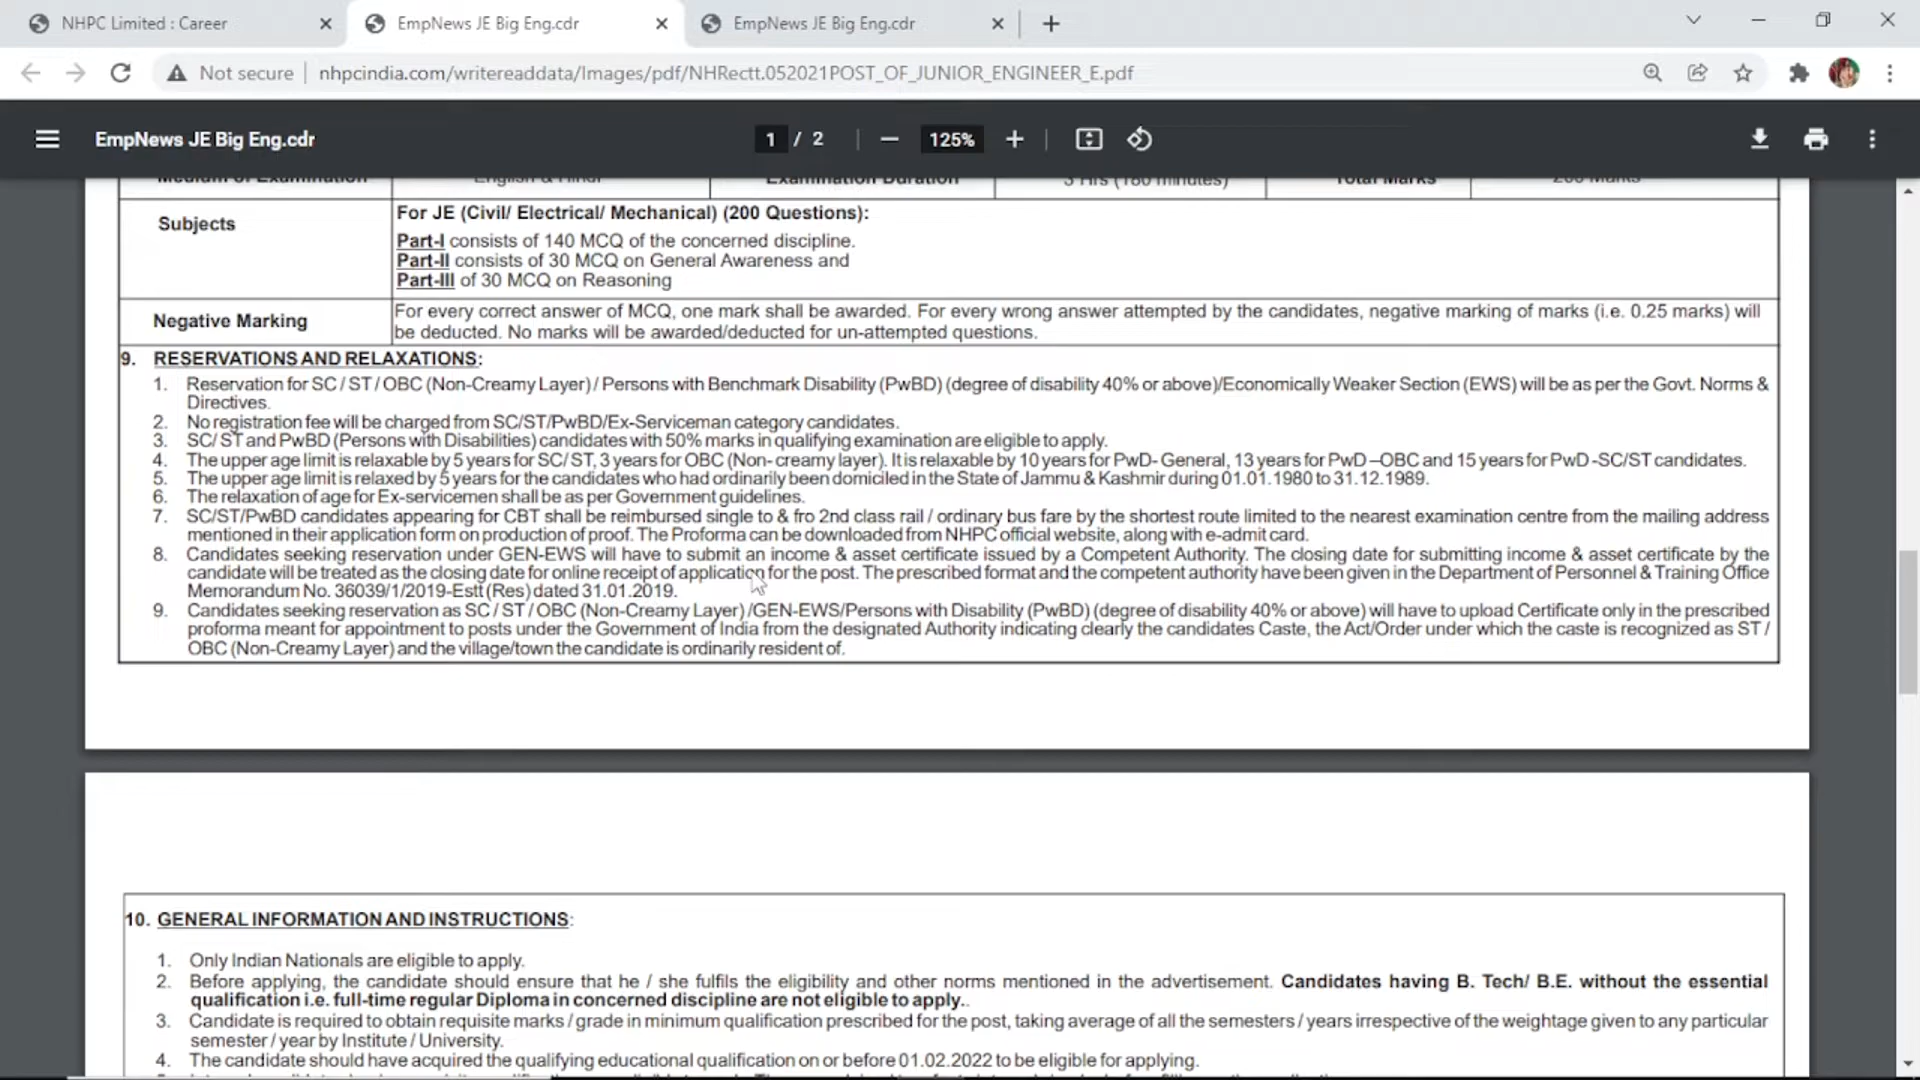 NHPC Limited : Career
EmpNews JE Big Eng.cdr
EmpNews JE Big Eng.cdr
Not secure
nhpcindia.com/writereaddata/Images/pdf/NHRectt.052021POST_OF_JUNIOR_ENGINEER_E.pdf
EmpNews JE Big Eng.cdr
1 / 2
125%
Medium of Examination English & Hindi Examination Duration 3 Hrs (180 minutes) Total Marks 200 Marks
Subjects
For JE (Civil/ Electrical/ Mechanical) (200 Questions):
Part-I consists of 140 MCQ of the concerned discipline.
Part-II consists of 30 MCQ on General Awareness and
Part-III of 30 MCQ on Reasoning
Negative Marking
For every correct answer of MCQ, one mark shall be awarded. For every wrong answer attempted by the candidates, negative marking of marks (i.e. 0.25 marks) will
be deducted. No marks will be awarded/deducted for un-attempted questions.
9. RESERVATIONS AND RELAXATIONS:
1. Reservation for SC / ST / OBC (Non-Creamy Layer) / Persons with Benchmark Disability (PwBD) (degree of disability 40% or above)/Economically Weaker Section (EWS) will be as per the Govt. Norms &
Directives.
2. No registration fee will be charged from SC/ST/PwBD/Ex-Serviceman category candidates.
3. SC/ ST and PwBD (Persons with Disabilities) candidates with 50% marks in qualifying examination are eligible to apply.
4. The upper age limit is relaxable by 5 years for SC/ ST, 3 years for OBC (Non- creamy layer). It is relaxable by 10 years for PwD- General, 13 years for PwD –OBC and 15 years for PwD -SC/ST candidates.
5. The upper age limit is relaxed by 5 years for the candidates who had ordinarily been domiciled in the State of Jammu & Kashmir during 01.01.1980 to 31.12.1989.
6. The relaxation of age for Ex-servicemen shall be as per Government guidelines.
7. SC/ST/PwBD candidates appearing for CBT shall be reimbursed single to & fro 2nd class rail / ordinary bus fare by the shortest route limited to the nearest examination centre from the mailing address
mentioned in their application form on production of proof. The Proforma can be downloaded from NHPC official website, along with e-admit card.
8. Candidates seeking reservation under GEN-EWS will have to submit an income & asset certificate issued by a Competent Authority. The closing date for submitting income & asset certificate by the
candidate will be treated as the closing date for online receipt of application for the post. The prescribed format and the competent authority have been given in the Department of Personnel & Training Office
Memorandum No. 36039/1/2019-Estt (Res) dated 31.01.2019.
9. Candidates seeking reservation as SC / ST / OBC (Non-Creamy Layer) /GEN-EWS/Persons with Disability (PwBD) (degree of disability 40% or above) will have to upload Certificate only in the prescribed
proforma meant for appointment to posts under the Government of India from the designated Authority indicating clearly the candidates Caste, the Act/Order under which the caste is recognized as ST /
OBC (Non-Creamy Layer) and the village/town the candidate is ordinarily resident of.
10. GENERAL INFORMATION AND INSTRUCTIONS:
1. Only Indian Nationals are eligible to apply.
2. Before applying, the candidate should ensure that he / she fulfils the eligibility and other norms mentioned in the advertisement. Candidates having B. Tech/ B.E. without the essential
qualification i.e. full-time regular Diploma in concerned discipline are not eligible to apply..
3. Candidate is required to obtain requisite marks / grade in minimum qualification prescribed for the post, taking average of all the semesters / years irrespective of the weightage given to any particular
semester / year by Institute / University.
4. The candidate should have acquired the qualifying educational qualification on or before 01.02.2022 to be eligible for applying.